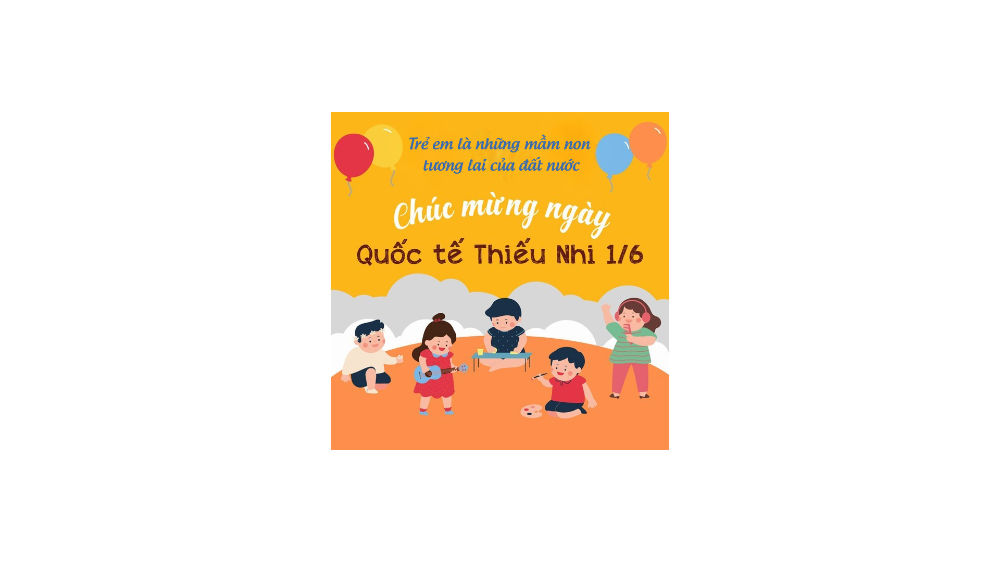 Trẻ em là những mầm non
tương lai của đất nước
Chúc mừng ngày
Quốc tế Thiếu Nhi 1/6